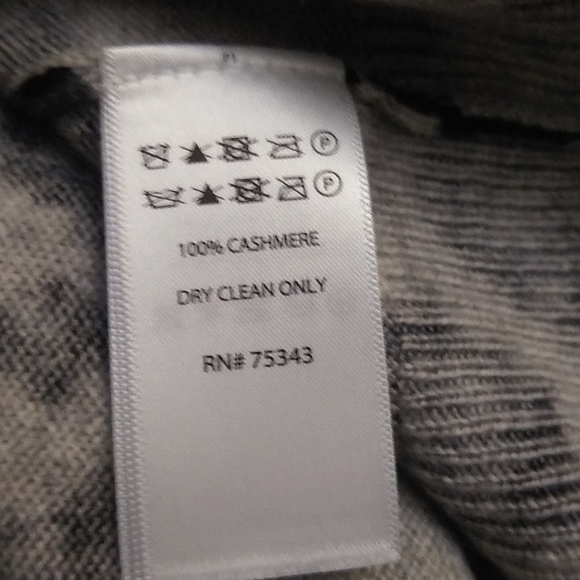 P
P
100% CASHMERE
DRY CLEAN ONLY
RN# 75343